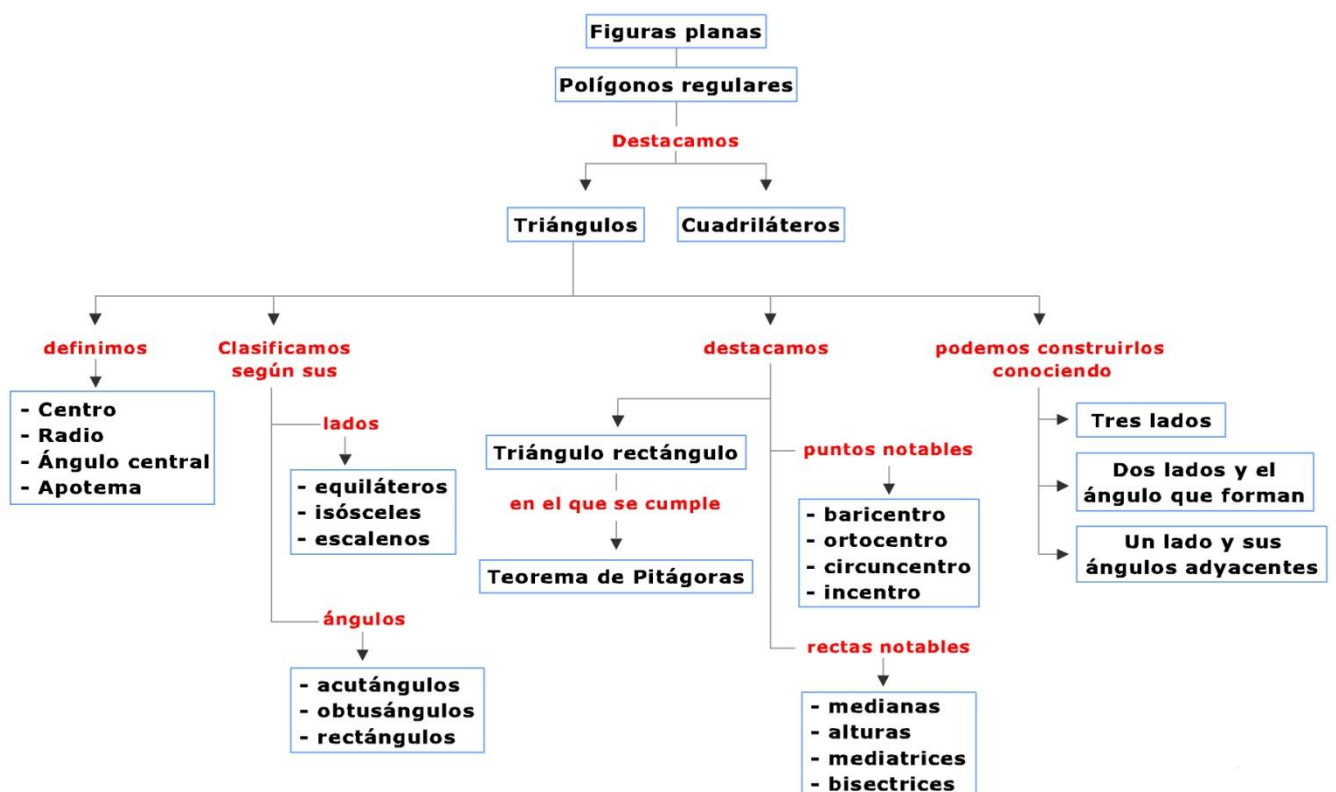 Figuras planas
Polígonos regulares
Destacamos
Triángulos
Cuadriláteros
definimos
- Centro
- Radio
- Ángulo central
- Apotema
Clasificamos
según sus
lados
- equiláteros
- isósceles
- escalenos
ángulos
- acutángulos
- obtusángulos
- rectángulos
destacamos
Triángulo rectángulo
en el que se cumple
Teorema de Pitágoras
puntos notables
- baricentro
- ortocentro
- circuncentro
- incentro
rectas notables
- medianas
- alturas
- mediatrices
- bisectrices
podemos construirlos
conociendo
Tres lados
Dos lados y el
ángulo que forman
Un lado y sus
ángulos adyacentes